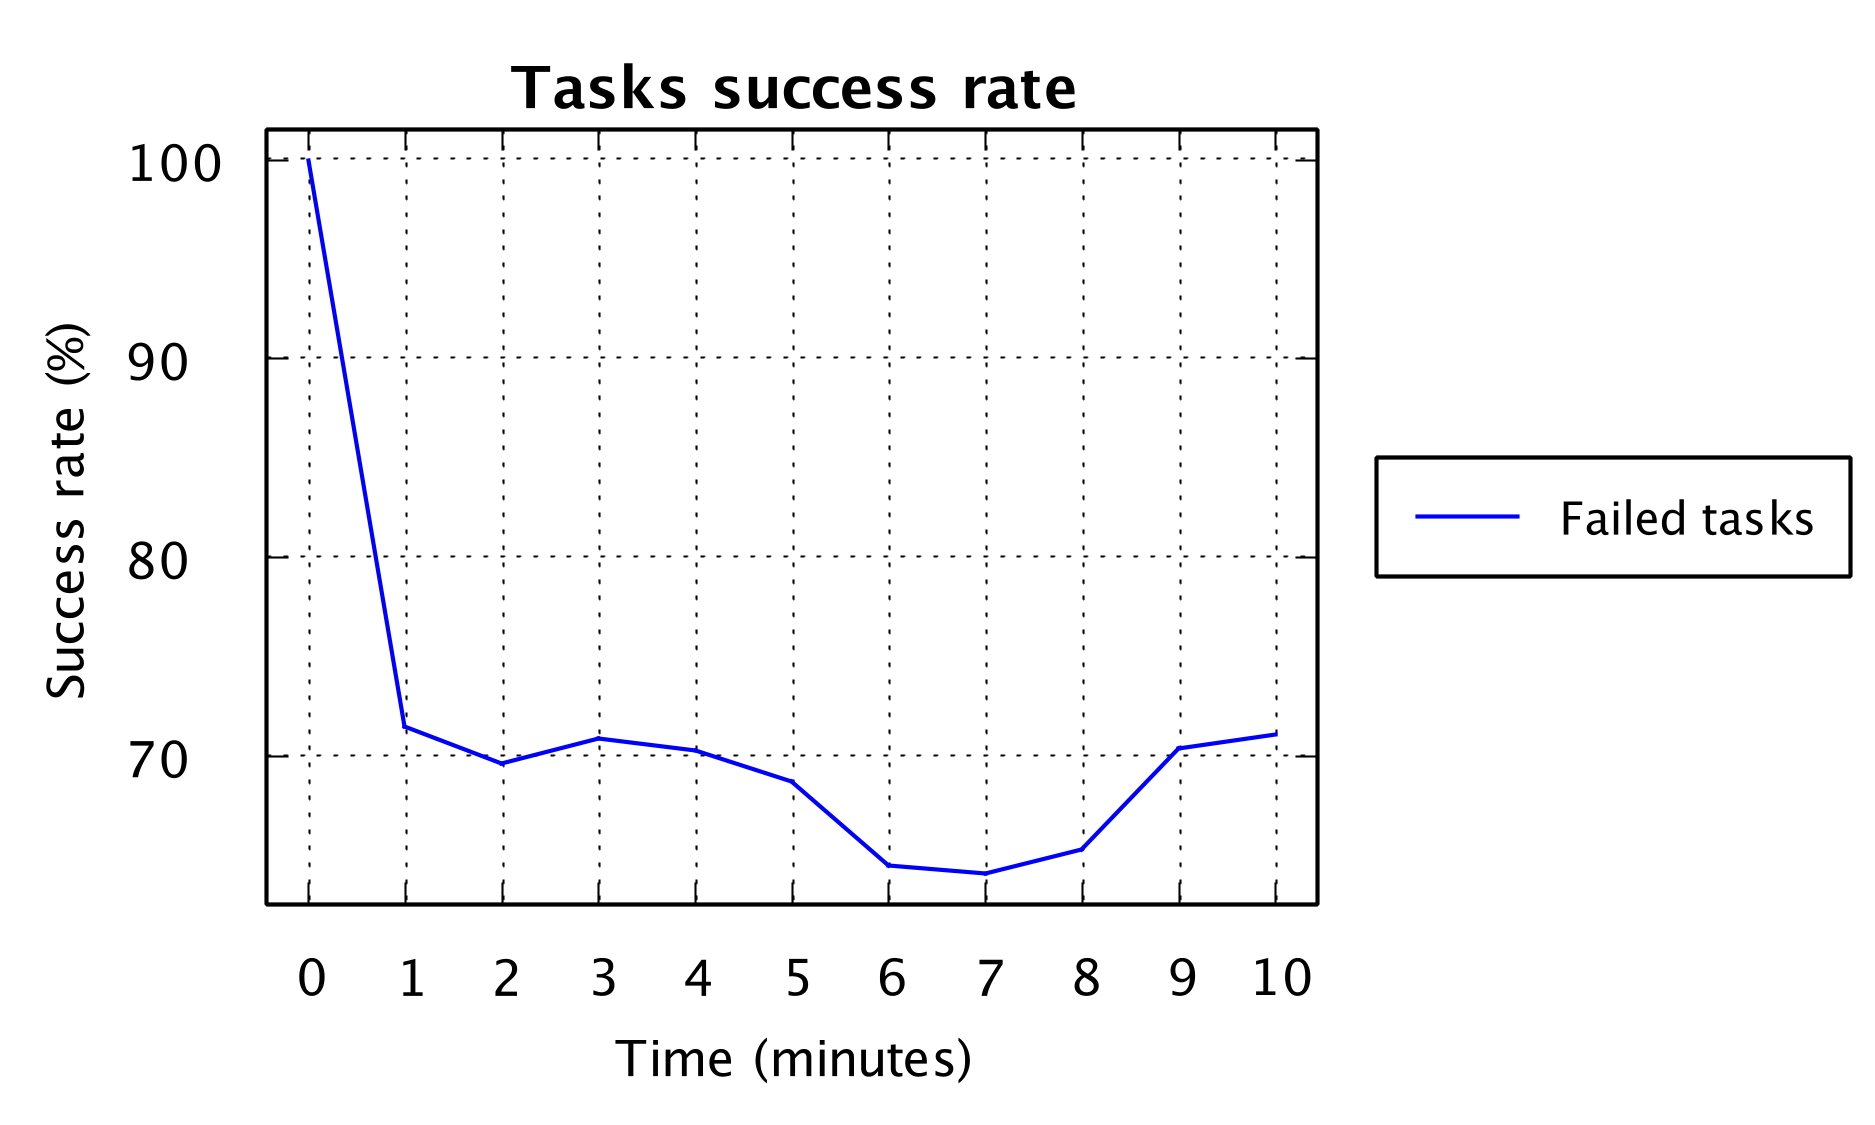 Tasks success rate
100
90
80
70
Success rate (%)
Failed tasks
0 1 2 3 4 5 6 7 8 9 10
Time (minutes)